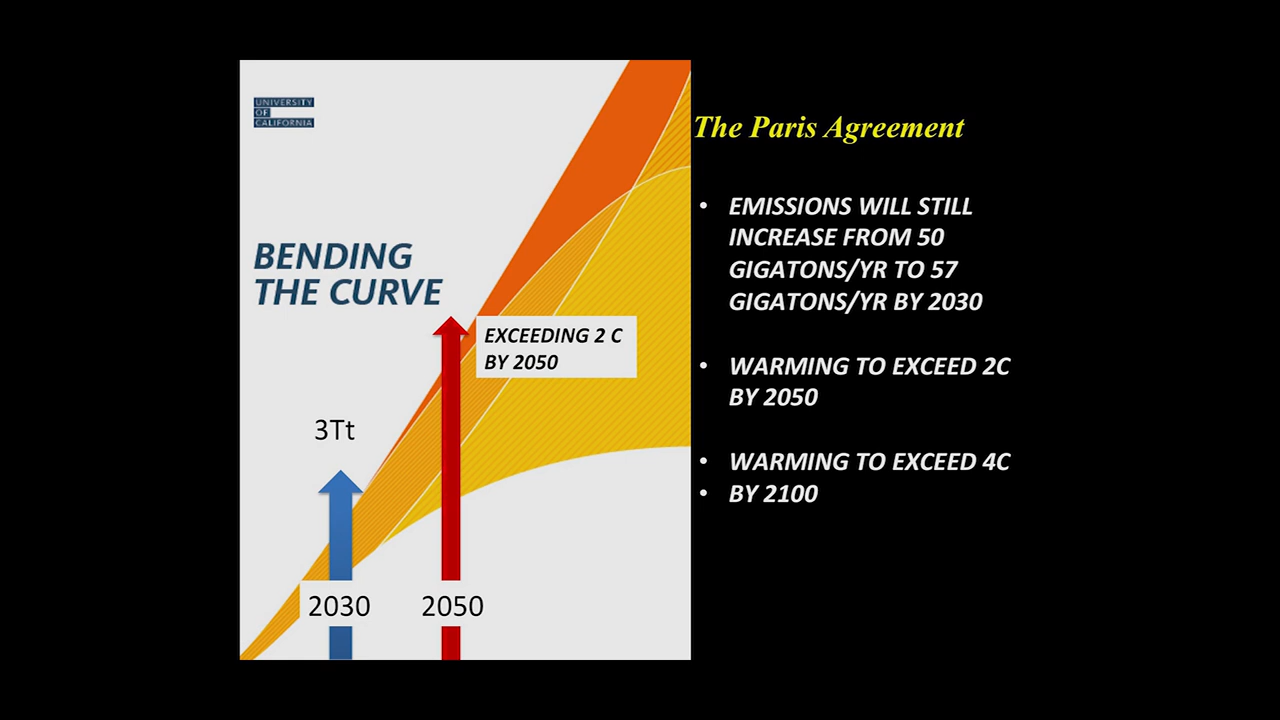 UNIVERSITY
OF
CALIFORNIA
BENDING
THE CURVE
EXCEEDING 2 C
BY 2050
3Tt
2030
2050
The Paris Agreement
• EMISSIONS WILL STILL
INCREASE FROM 50
GIGATONS/YR TO 57
GIGATONS/YR BY 2030
• WARMING TO EXCEED 2C
BY 2050
• WARMING TO EXCEED 4C
• BY 2100